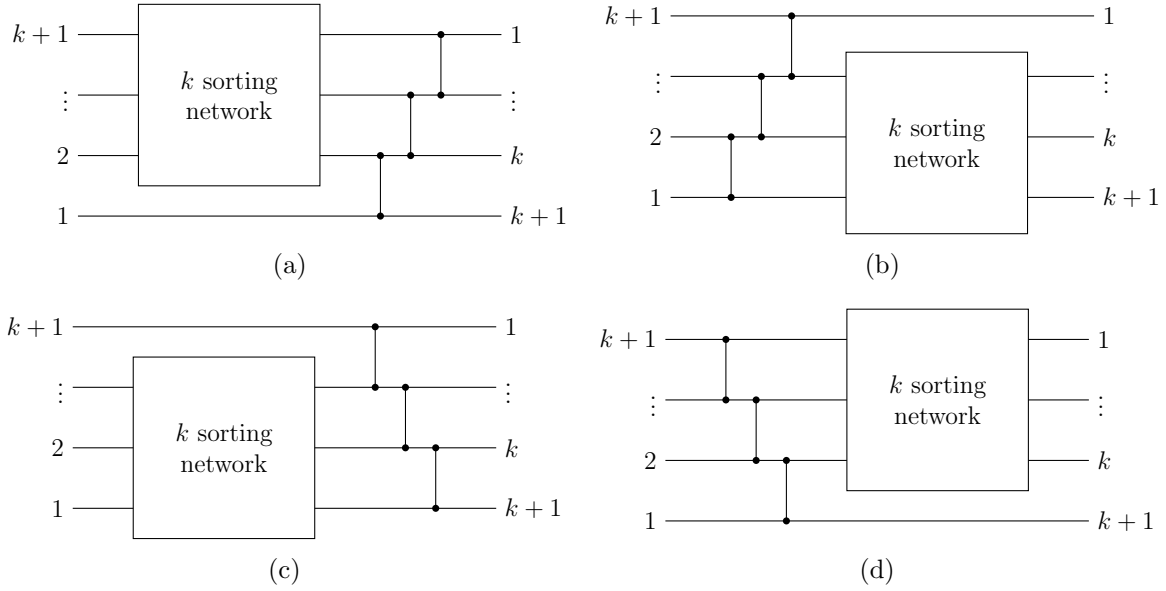 k + 1
1
k sorting
network
⋮
⋮
2
k
1
k + 1
(a)
k + 1
1
⋮
⋮
k sorting
network
2
k
1
k + 1
(b)
k + 1
1
⋮
⋮
k sorting
network
2
k
1
k + 1
(c)
k + 1
1
k sorting
network
⋮
⋮
2
k
1
k + 1
(d)